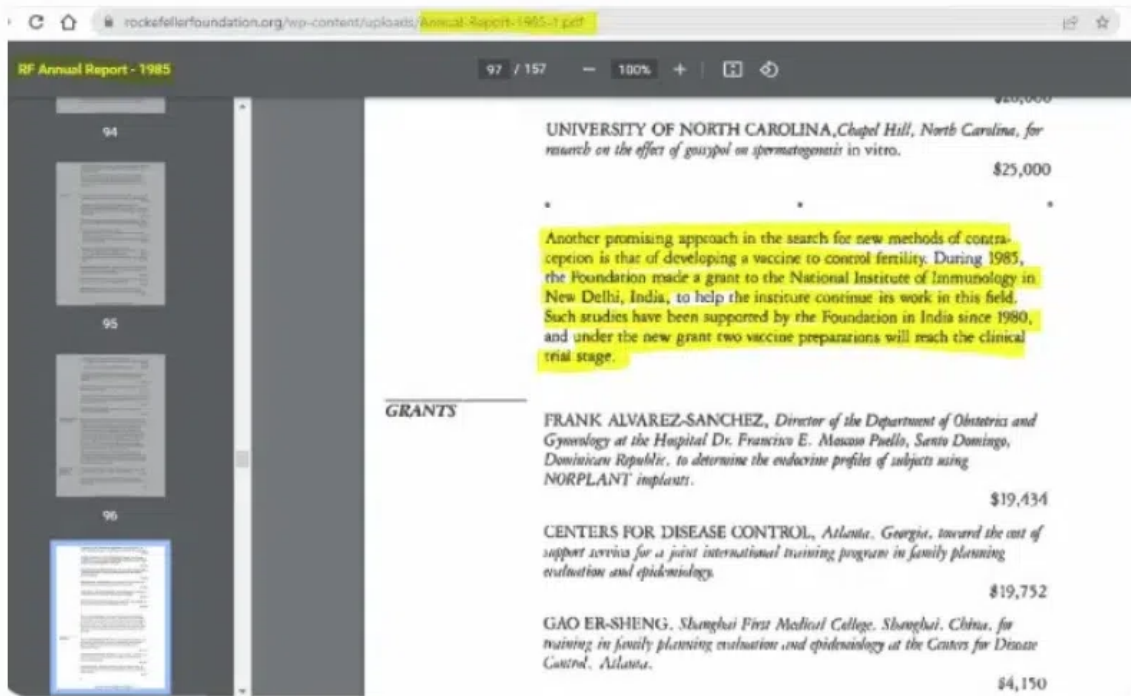 rockefellerfoundation.org/wp-content/uploads/Annual-Report-1985-1.pdf
RF Annual Report - 1985
97 / 157
100%
94
95
96
$20,000
UNIVERSITY OF NORTH CAROLINA, Chapel Hill, North Carolina, for
research on the effect of gossypol on spermatogenesis in vitro.
$25,000
Another promising approach in the search for new methods of contra-
ception is that of developing a vaccine to control fertility. During 1985,
the Foundation made a grant to the National Institute of Immunology in
New Delhi, India, to help the institute continue its work in this field.
Such studies have been supported by the Foundation in India since 1980,
and under the new grant two vaccine preparations will reach the clinical
trial stage.
GRANTS
FRANK ALVAREZ-SANCHEZ, Director of the Department of Obstetrics and
Gynecology at the Hospital Dr. Francisco E. Moscoso Puello, Santo Domingo,
Dominican Republic, to determine the endocrine profiles of subjects using
NORPLANT implants.
$19,434
CENTERS FOR DISEASE CONTROL, Atlanta, Georgia, toward the cost of
support service for a joint international training program in family planning
evaluation and epidemiology.
$19,752
GAO ER-SHENG, Shanghai First Medical College, Shanghai, China, for
training in family planning evaluation and epidemiology at the Centers for Disease
Control, Atlanta.
$4,150